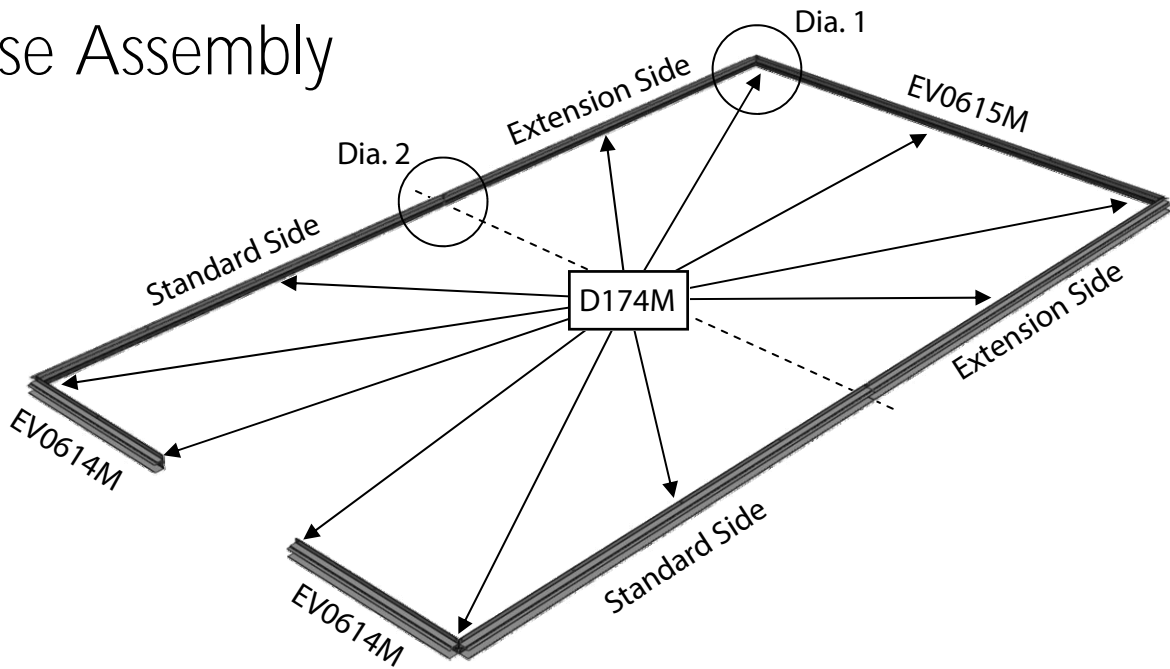 se Assembly
Dia. 1
Extension Side
EV0615M
Dia. 2
Standard Side
D174M
Extension Side
EV0614M
Standard Side
EV0614M